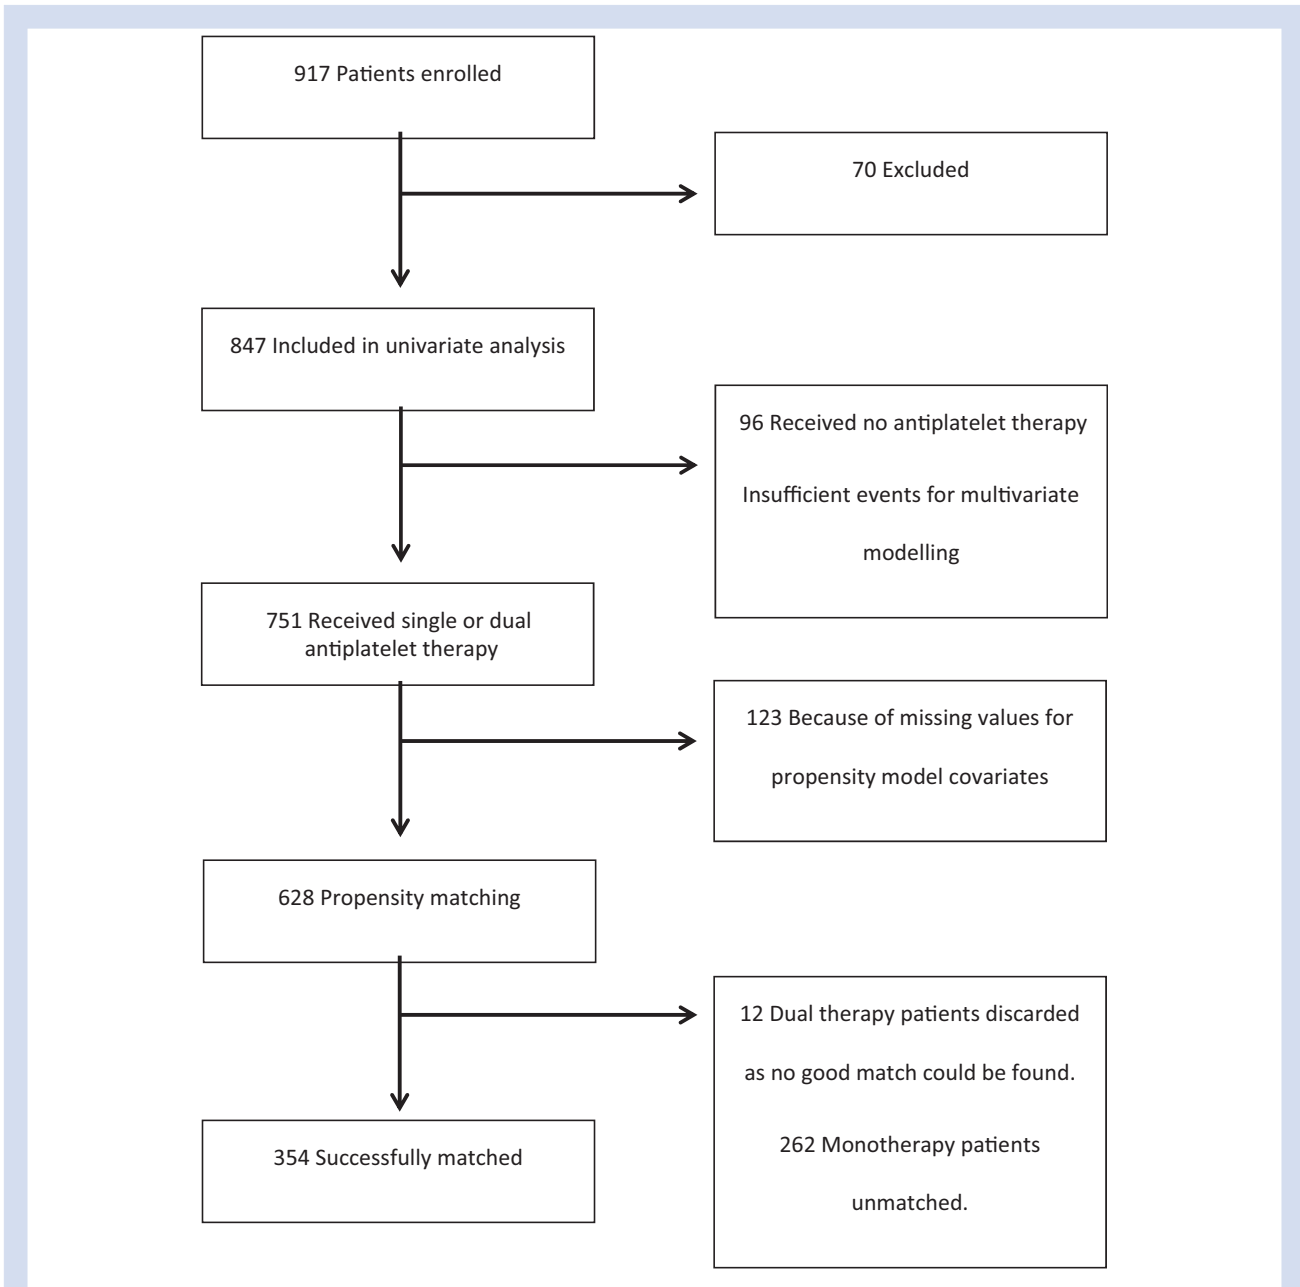 917 Patients enrolled
70 Excluded
847 Included in univariate analysis
96 Received no antiplatelet therapy
Insufficient events for multivariate
modelling
751 Received single or dual
antiplatelet therapy
123 Because of missing values for
propensity model covariates
628 Propensity matching
12 Dual therapy patients discarded
as no good match could be found.
262 Monotherapy patients
unmatched.
354 Successfully matched